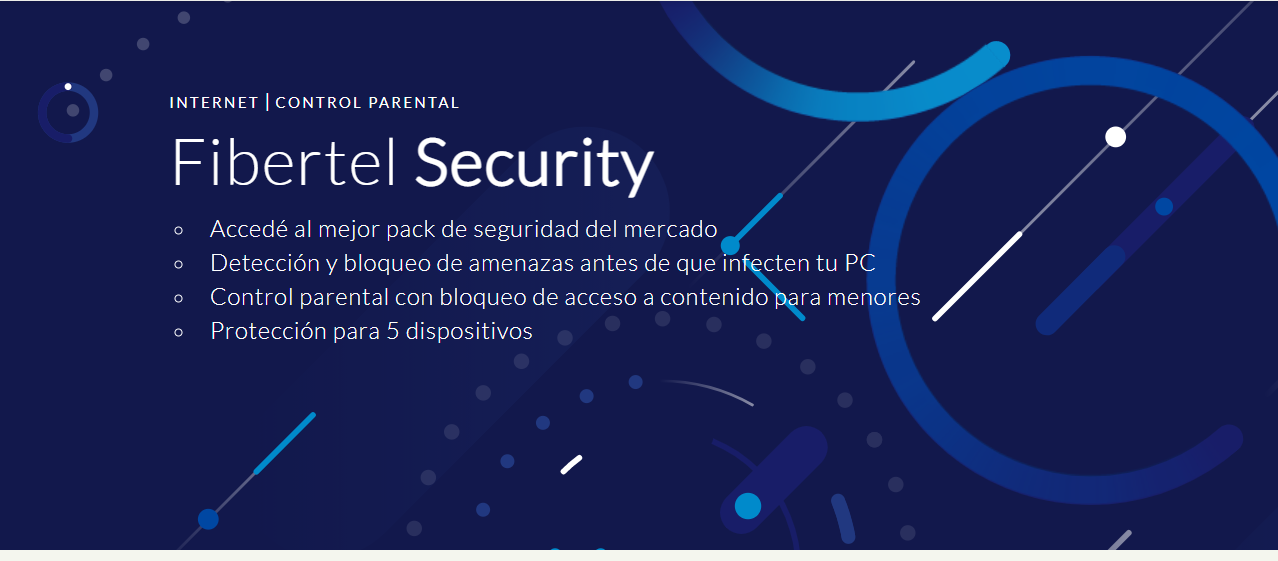 INTERNET | CONTROL PARENTAL
Fibertel Security
Accedé al mejor pack de seguridad del mercado
Detección y bloqueo de amenazas antes de que infecten tu PC
Control parental con bloqueo de acceso a contenido para menores
Protección para 5 dispositivos